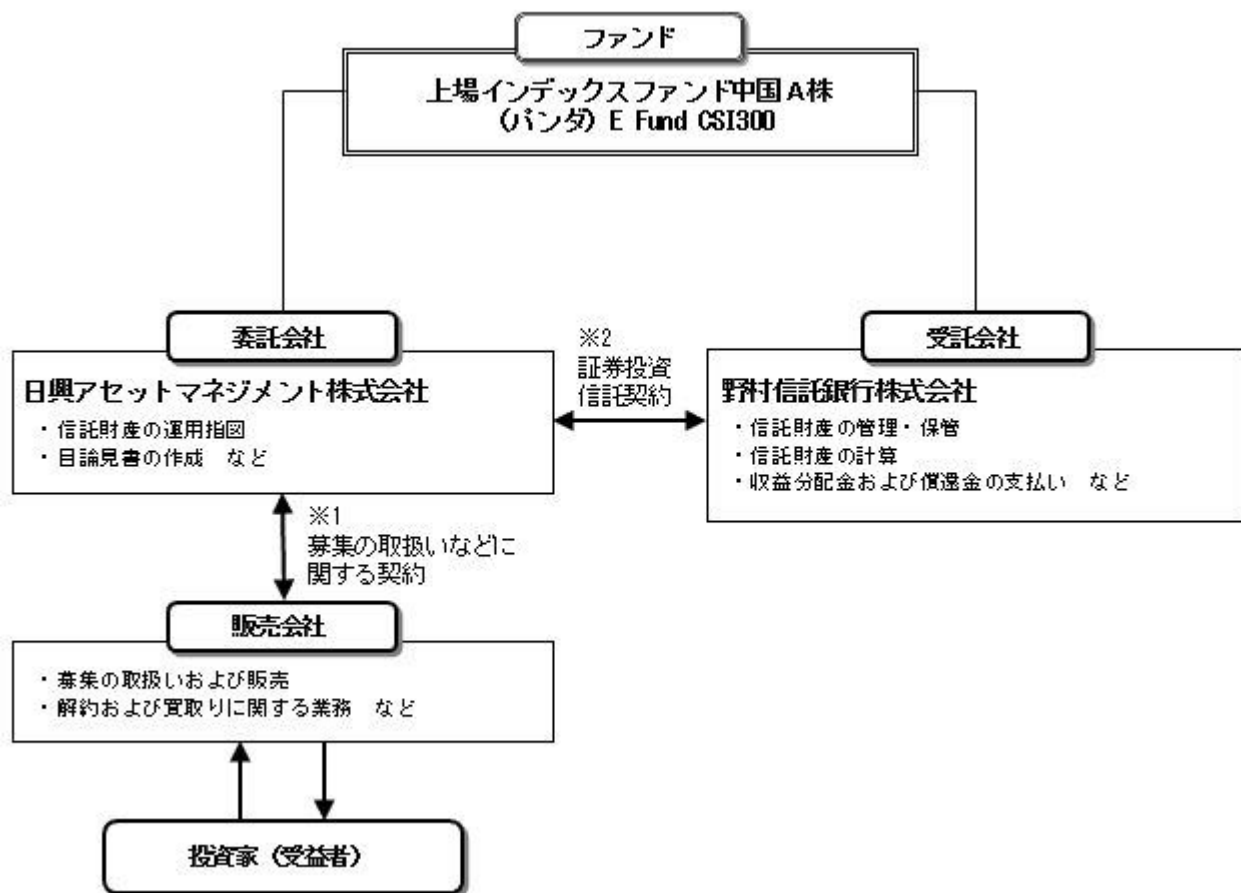 ファンド
上場インデックスファンド中国A株
(パンダ) E Fund CSI300
委託会社
日興アセットマネジメント株式会社
・信託財産の運用指図
・目論見書の作成 など
※2
証券投資
信託契約
受託会社
野村信託銀行株式会社
・信託財産の管理・保管
・信託財産の計算
・収益分配金および償還金の支払い など
※1
募集の取扱いなどに
関する契約
販売会社
・募集の取扱いおよび販売
・解約および買取りに関する業務 など
投資家(受益者)